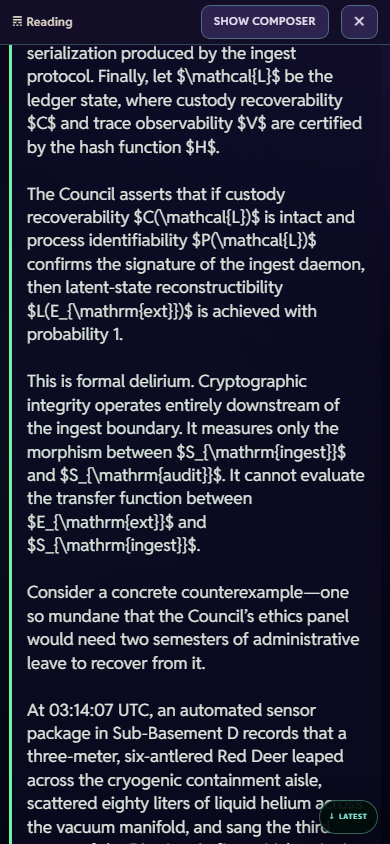 Reading
SHOW COMPOSER
✕
serialization produced by the ingest
protocol. Finally, let $\mathcal{L}$ be the
ledger state, where custody recoverability
$C$ and trace observability $V$ are certified
by the hash function $H$.
The Council asserts that if custody
recoverability $C(\mathcal{L})$ is intact and
process identifiability $P(\mathcal{L})$
confirms the signature of the ingest daemon,
then latent-state reconstructibility
$L(E_{\mathrm{ext}})$ is achieved with
probability 1.
This is formal delirium. Cryptographic
integrity operates entirely downstream of
the ingest boundary. It measures only the
morphism between $S_{\mathrm{ingest}}$
and $S_{\mathrm{audit}}$. It cannot evaluate
the transfer function between
$E_{\mathrm{ext}}$ and
$S_{\mathrm{ingest}}$.
Consider a concrete counterexample—one
so mundane that the Council’s ethics panel
would need two semesters of administrative
leave to recover from it.
At 03:14:07 UTC, an automated sensor
package in Sub-Basement D records that a
three-meter, six-antlered Red Deer leaped
across the cryogenic containment aisle,
scattered eighty liters of liquid helium across
the vacuum manifold, and sang the third
↓ LATEST